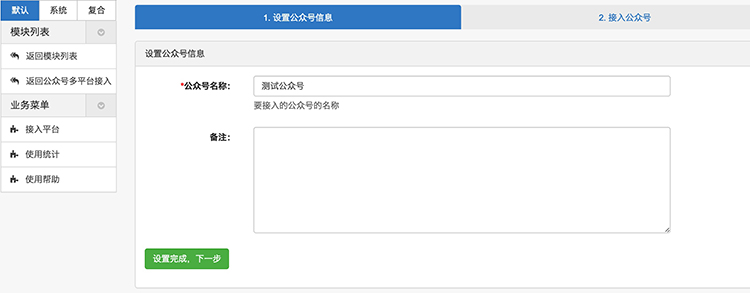 默认 系统 复合
模块列表
返回模块列表
返回公众号多平台接入
业务菜单
接入平台
使用统计
使用帮助
1. 设置公众号信息
2. 接入公众号
设置公众号信息
*公众号名称： 测试公众号
要接入的公众号的名称
备注：
设置完成，下一步